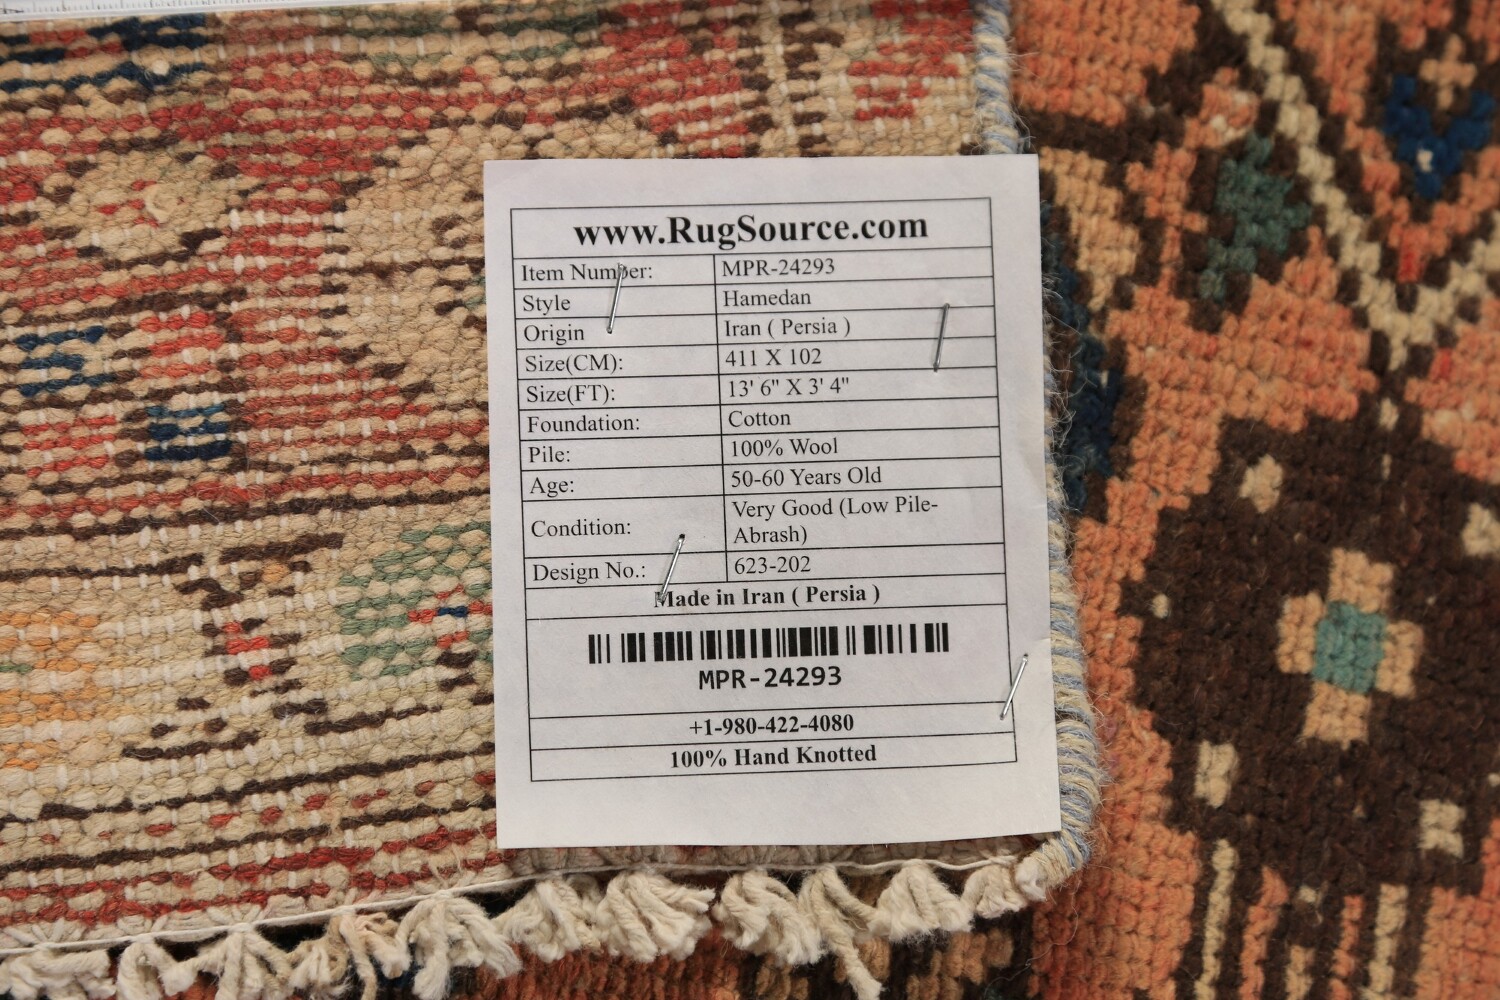 www.RugSource.com
Item Number: MPR-24293
Style Hamedan
Origin Iran ( Persia )
Size(CM): 411 X 102
Size(FT): 13' 6" X 3' 4"
Foundation: Cotton
Pile: 100% Wool
Age: 50-60 Years Old
Condition: Very Good (Low Pile-
Abrash)
Design No.: 623-202
Made in Iran ( Persia )
MPR-24293
+1-980-422-4080
100% Hand Knotted